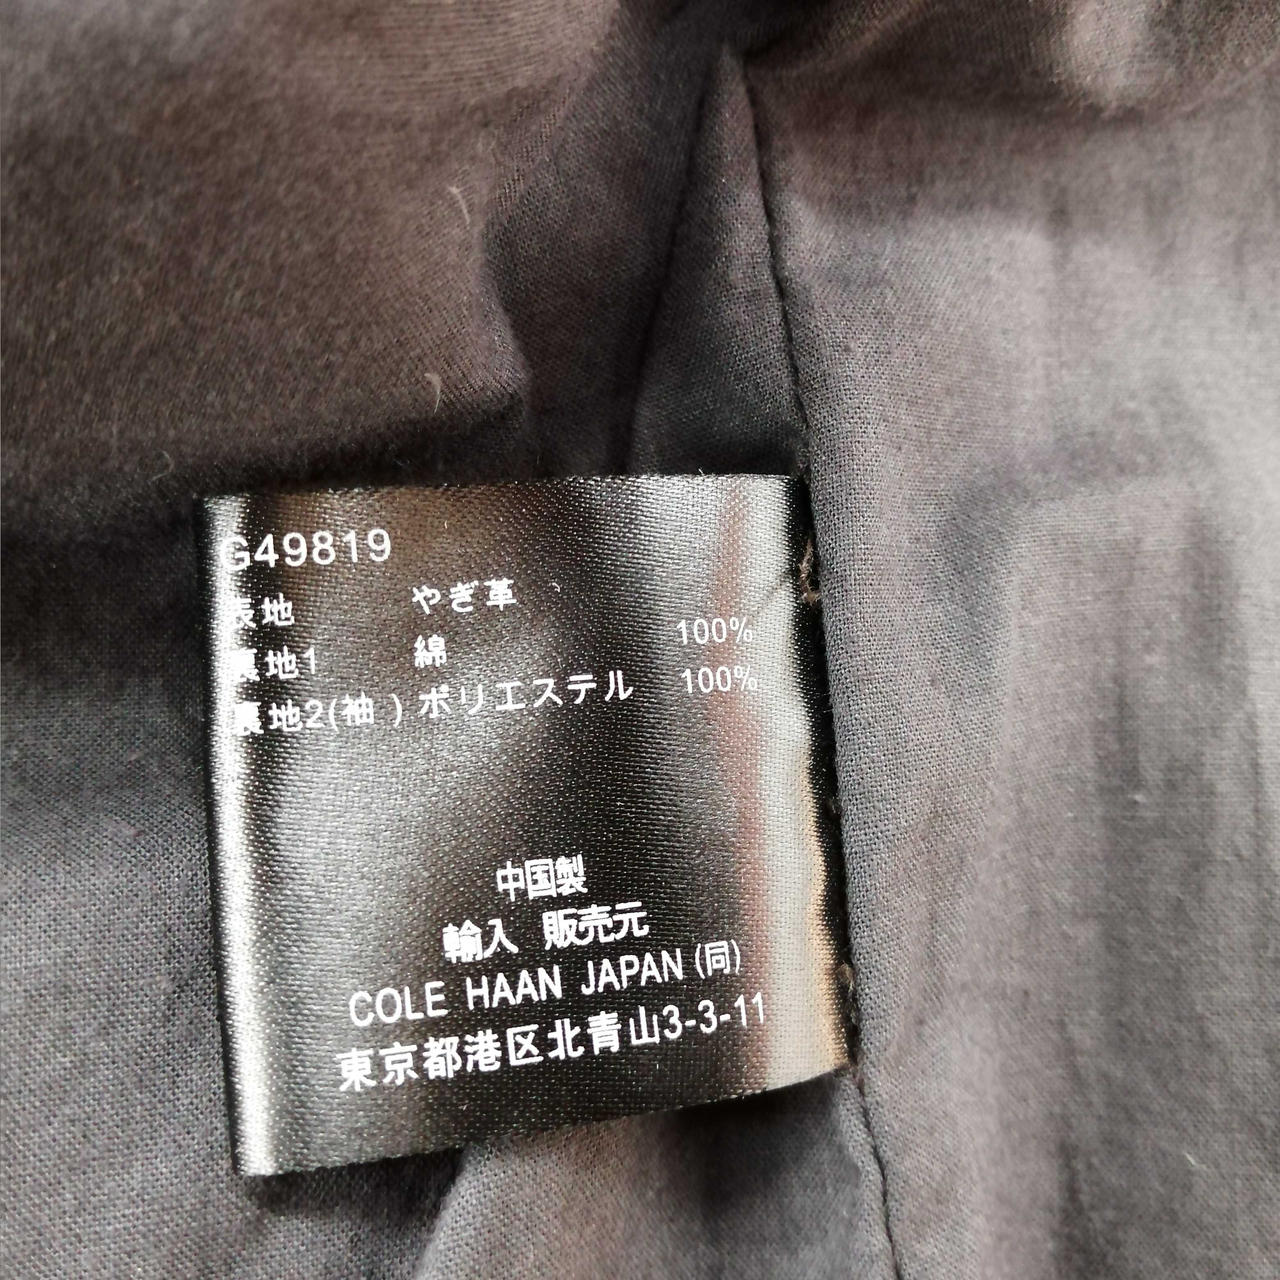 G49819
表地 やぎ革
裏地1 綿 100%
裏地2(袖 ) ポリエステル 100%
中国製
輸入 販売元
COLE HAAN JAPAN (同)
東京都港区北青山3-3-11